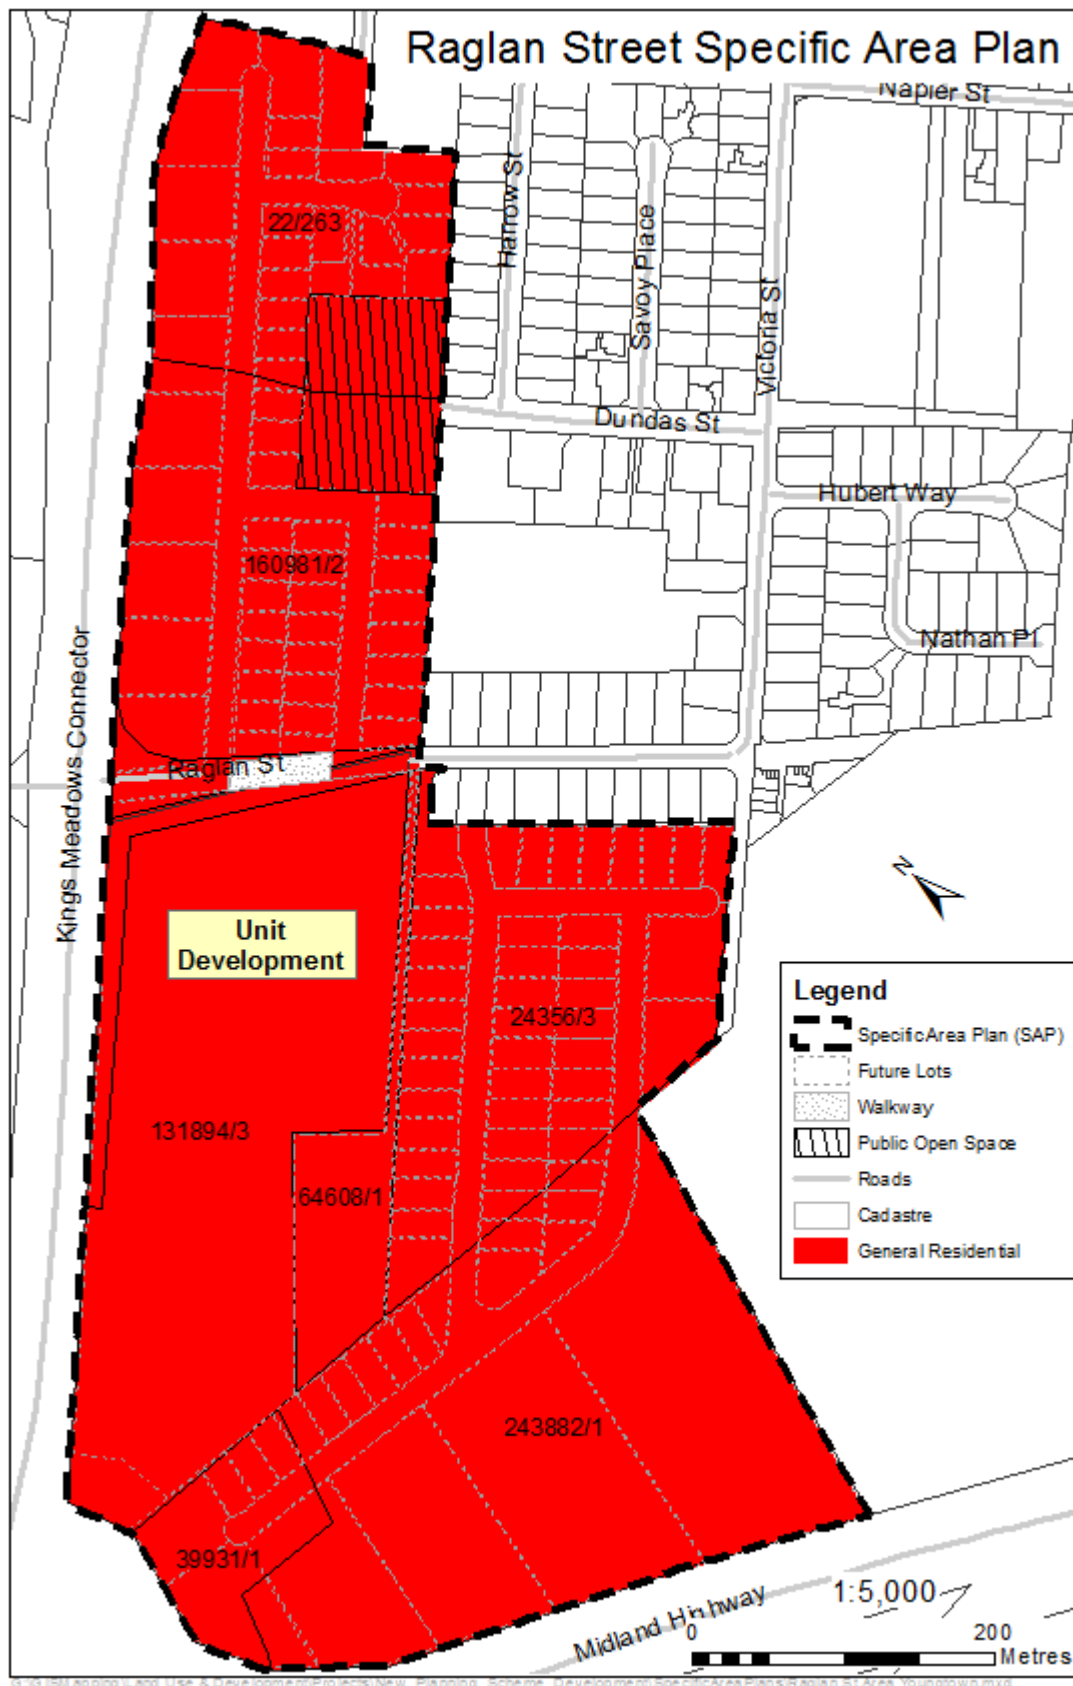 Raglan Street Specific Area Plan
Napier St
Harrow St
Savoy Place
Victoria St
22/263
Dundas St
Hubert Way
160981/2
Nathan Pl
Kings Meadows Connector
Raglan St
N
Unit
Development
24356/3
Legend
Specific Area Plan (SAP)
Future Lots
Walkway
Public Open Space
Roads
Cadastre
General Residential
131894/3
64608/1
243882/1
39931/1
Midland Highway
1:5,000
0 200
Metres